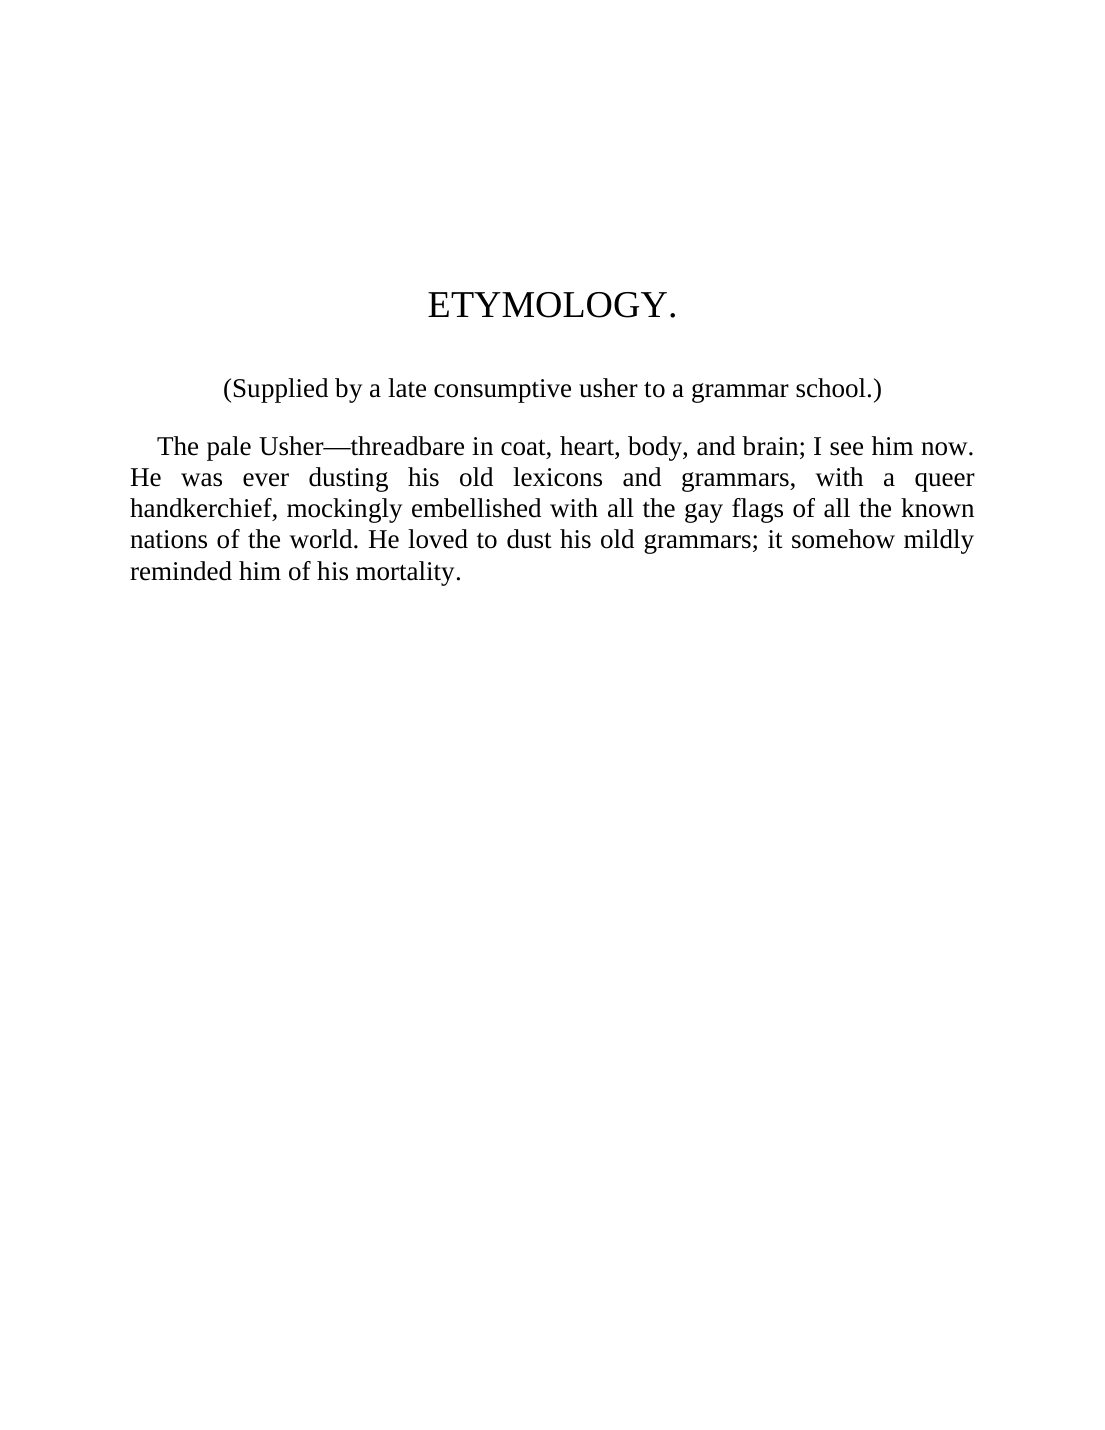 ETYMOLOGY.
(Supplied by a late consumptive usher to a grammar school.)
The pale Usher—threadbare in coat, heart, body, and brain; I see him now.
He was ever dusting his old lexicons and grammars, with a queer
handkerchief, mockingly embellished with all the gay flags of all the known
nations of the world. He loved to dust his old grammars; it somehow mildly
reminded him of his mortality.